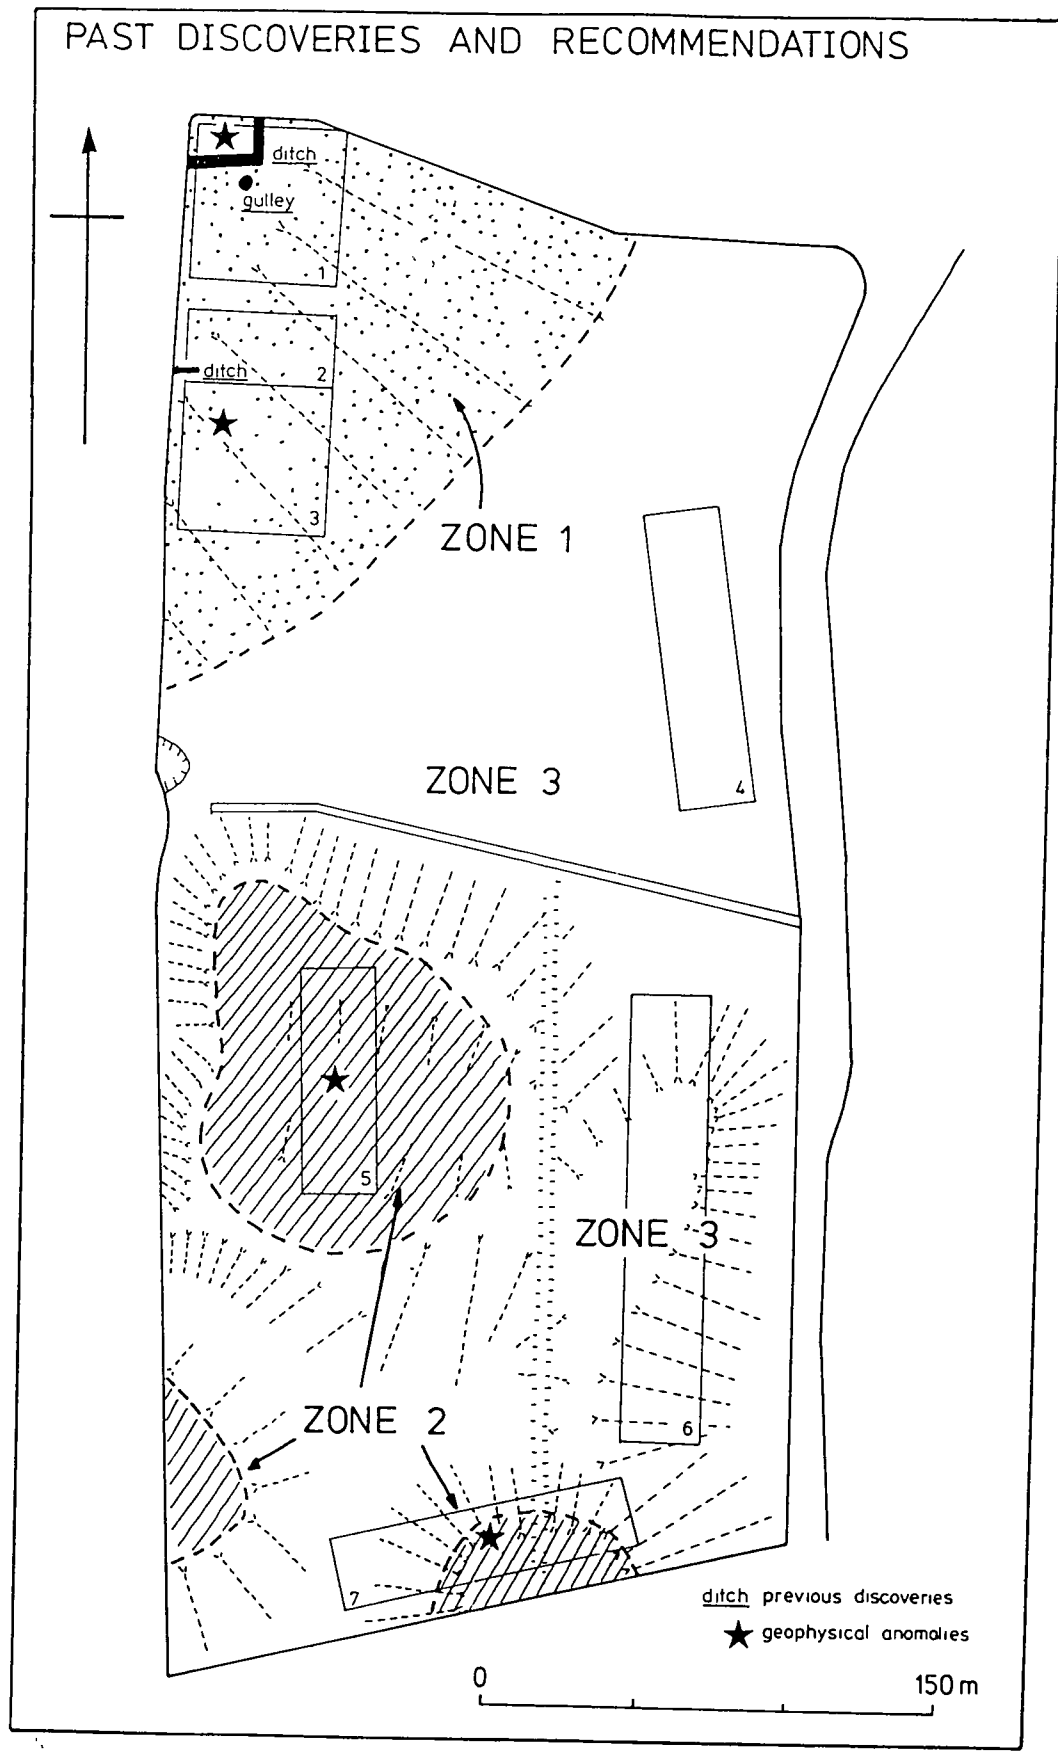 PAST DISCOVERIES AND RECOMMENDATIONS
ditch
gulley
1
2
ditch
3
ZONE 1
4
ZONE 3
5
ZONE 3
ZONE 2
6
7
ditch previous discoveries
geophysical anomalies
0
150 m